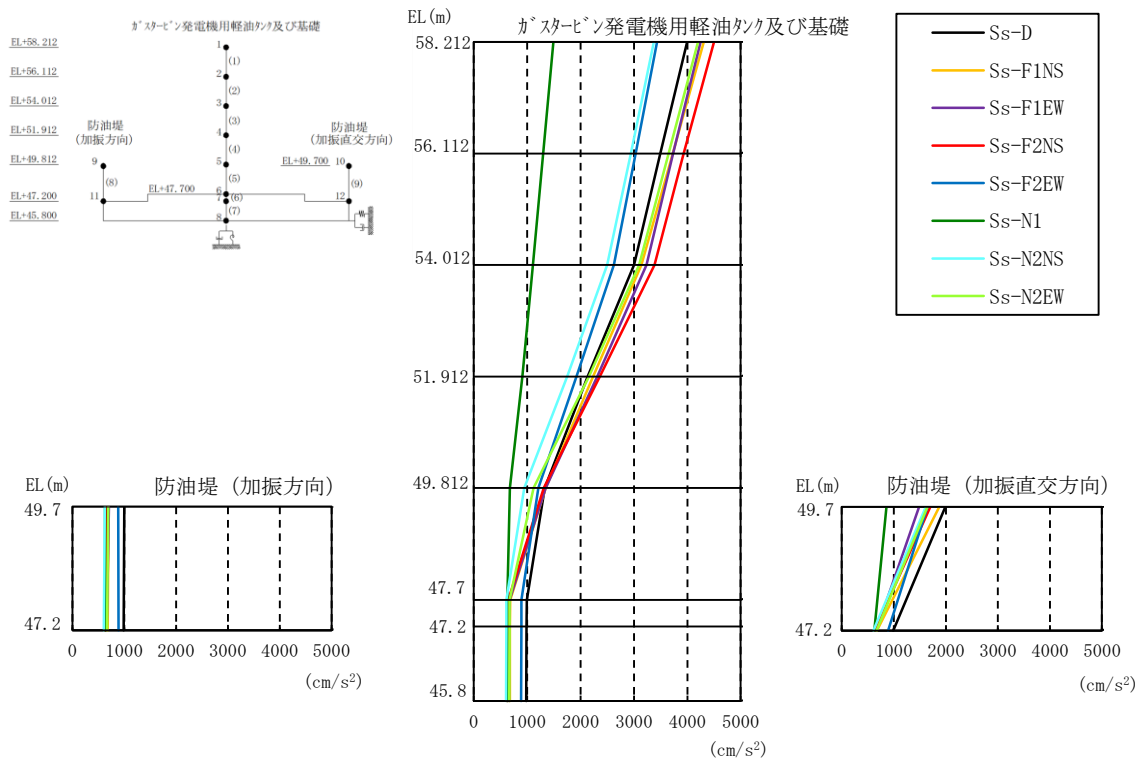 ガスタービン発電機用軽油タンク及び基礎
EL+58.212
1
(1)
EL+56.112
2
(2)
EL+54.012
3
(3)
EL+51.912
4
防油堤
(加振方向)
防油堤
(加振直交方向)
(4)
EL+49.812
9
5
EL+49.700
10
(8)
(5)
(9)
EL+47.700
6
(6)
EL+47.200
11
7
12
(7)
EL+45.800
8
EL(m)
ガスタービン発電機用軽油タンク及び基礎
58.212
56.112
54.012
51.912
49.812
47.7
47.2
45.8
0 1000 2000 3000 4000 5000
(cm/s²)
Ss-D
Ss-F1NS
Ss-F1EW
Ss-F2NS
Ss-F2EW
Ss-N1
Ss-N2NS
Ss-N2EW
EL(m)
防油堤（加振方向）
49.7
47.2
0 1000 2000 3000 4000 5000
(cm/s²)
EL(m)
防油堤（加振直交方向）
49.7
47.2
0 1000 2000 3000 4000 5000
(cm/s²)